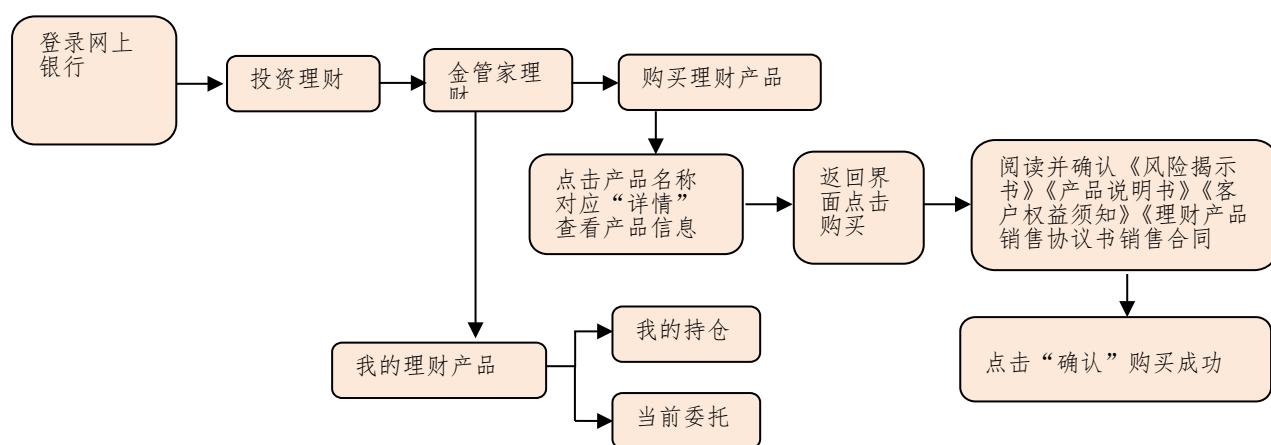 登录网上
银行
投资理财
金管家理
财
购买理财产品
点击产品名称
对应“详情”
查看产品信息
返回界
面点击
购买
阅读并确认《风险揭示
书》《产品说明书》《客
户权益须知》《理财产品
销售协议书销售合同
我的持仓
我的理财产品
点击“确认”购买成功
当前委托